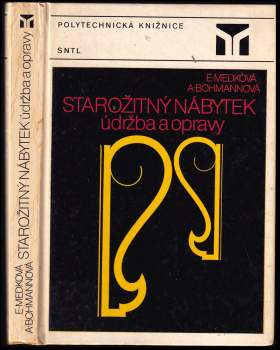 POLYTECHNICKÁ KNIŽNICE
SNTL
E·MEDKOVÁ
A·BOHMANNOVÁ
STAROŽITNÝ NÁBYTEK
údržba a opravy
E·MEDKOVÁ
A·BOHMANNOVÁ
STAROŽITNÝ NÁBYTEK údržba a opravy